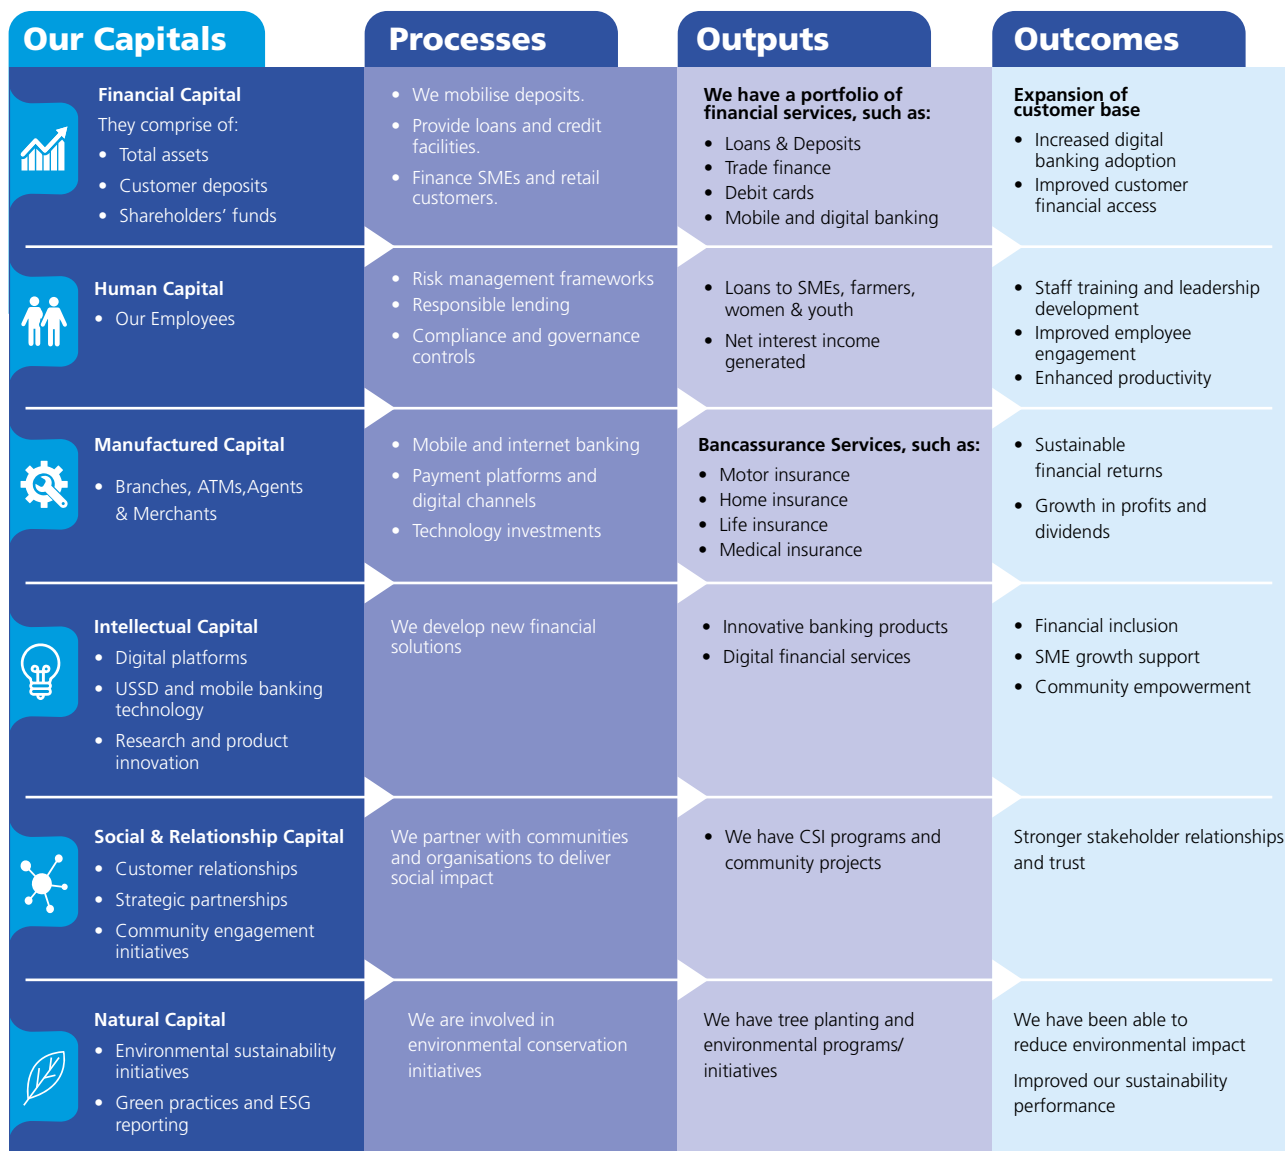 Our Capitals
Processes
Outputs
Outcomes
Financial Capital
They comprise of:
• Total assets
• Customer deposits
• Shareholders’ funds
• We mobilise deposits.
• Provide loans and credit
facilities.
• Finance SMEs and retail
customers.
We have a portfolio of
financial services, such as:
• Loans & Deposits
• Trade finance
• Debit cards
• Mobile and digital banking
Expansion of
customer base
• Increased digital
banking adoption
• Improved customer
financial access
Human Capital
• Our Employees
• Risk management frameworks
• Responsible lending
• Compliance and governance
controls
• Loans to SMEs, farmers,
women & youth
• Net interest income
generated
• Staff training and leadership
development
• Improved employee
engagement
• Enhanced productivity
Manufactured Capital
• Branches, ATMs,Agents
& Merchants
• Mobile and internet banking
• Payment platforms and
digital channels
• Technology investments
Bancassurance Services, such as:
• Motor insurance
• Home insurance
• Life insurance
• Medical insurance
• Sustainable
financial returns
• Growth in profits and
dividends
Intellectual Capital
• Digital platforms
• USSD and mobile banking
technology
• Research and product
innovation
We develop new financial
solutions
• Innovative banking products
• Digital financial services
• Financial inclusion
• SME growth support
• Community empowerment
Social & Relationship Capital
• Customer relationships
• Strategic partnerships
• Community engagement
initiatives
We partner with communities
and organisations to deliver
social impact
• We have CSI programs and
community projects
Stronger stakeholder relationships
and trust
Natural Capital
• Environmental sustainability
initiatives
• Green practices and ESG
reporting
We are involved in
environmental conservation
initiatives
We have tree planting and
environmental programs/
initiatives
We have been able to
reduce environmental impact
Improved our sustainability
performance